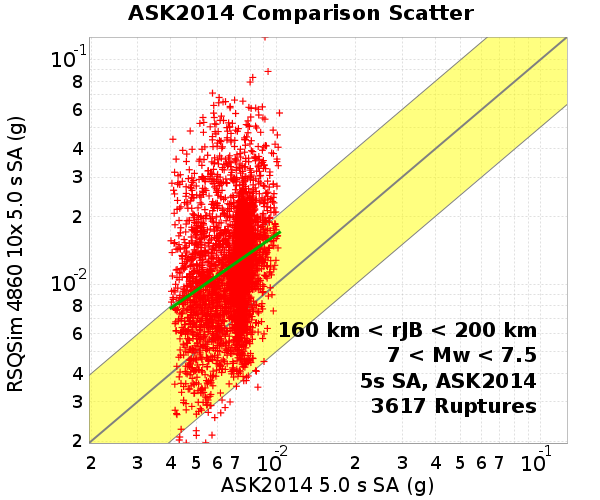 ASK2014 Comparison Scatter
RSQSim 4860 10x 5.0 s SA (g)
10-1
8
6
4
3
2
10-2
8
6
4
3
2
160 km < rJB < 200 km
7 < Mw < 7.5
5s SA, ASK2014
3617 Ruptures
2 3 4 5 6 7 10-2 2 3 4 5 6 7 10-1
ASK2014 5.0 s SA (g)